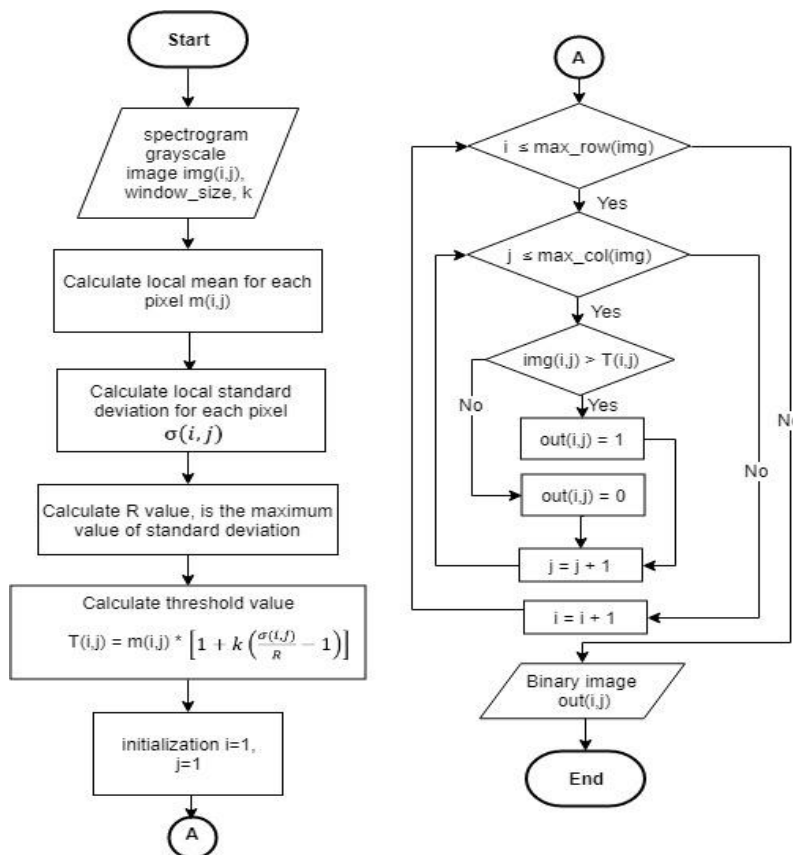 Start
spectrogram
grayscale
image img(i,j),
window_size, k
Calculate local mean for each
pixel m(i,j)
Calculate local standard
deviation for each pixel
σ(i,j)
Calculate R value, is the maximum
value of standard deviation
Calculate threshold value
T(i,j) = m(i,j) * [1 + k (σ(i,j)/R − 1)]
initialization i=1,
j=1
A
A
i ≤ max_row(img)
Yes
j ≤ max_col(img)
Yes
img(i,j) > T(i,j)
No
Yes
out(i,j) = 1
No
No
out(i,j) = 0
j = j + 1
i = i + 1
Binary image
out(i,j)
End